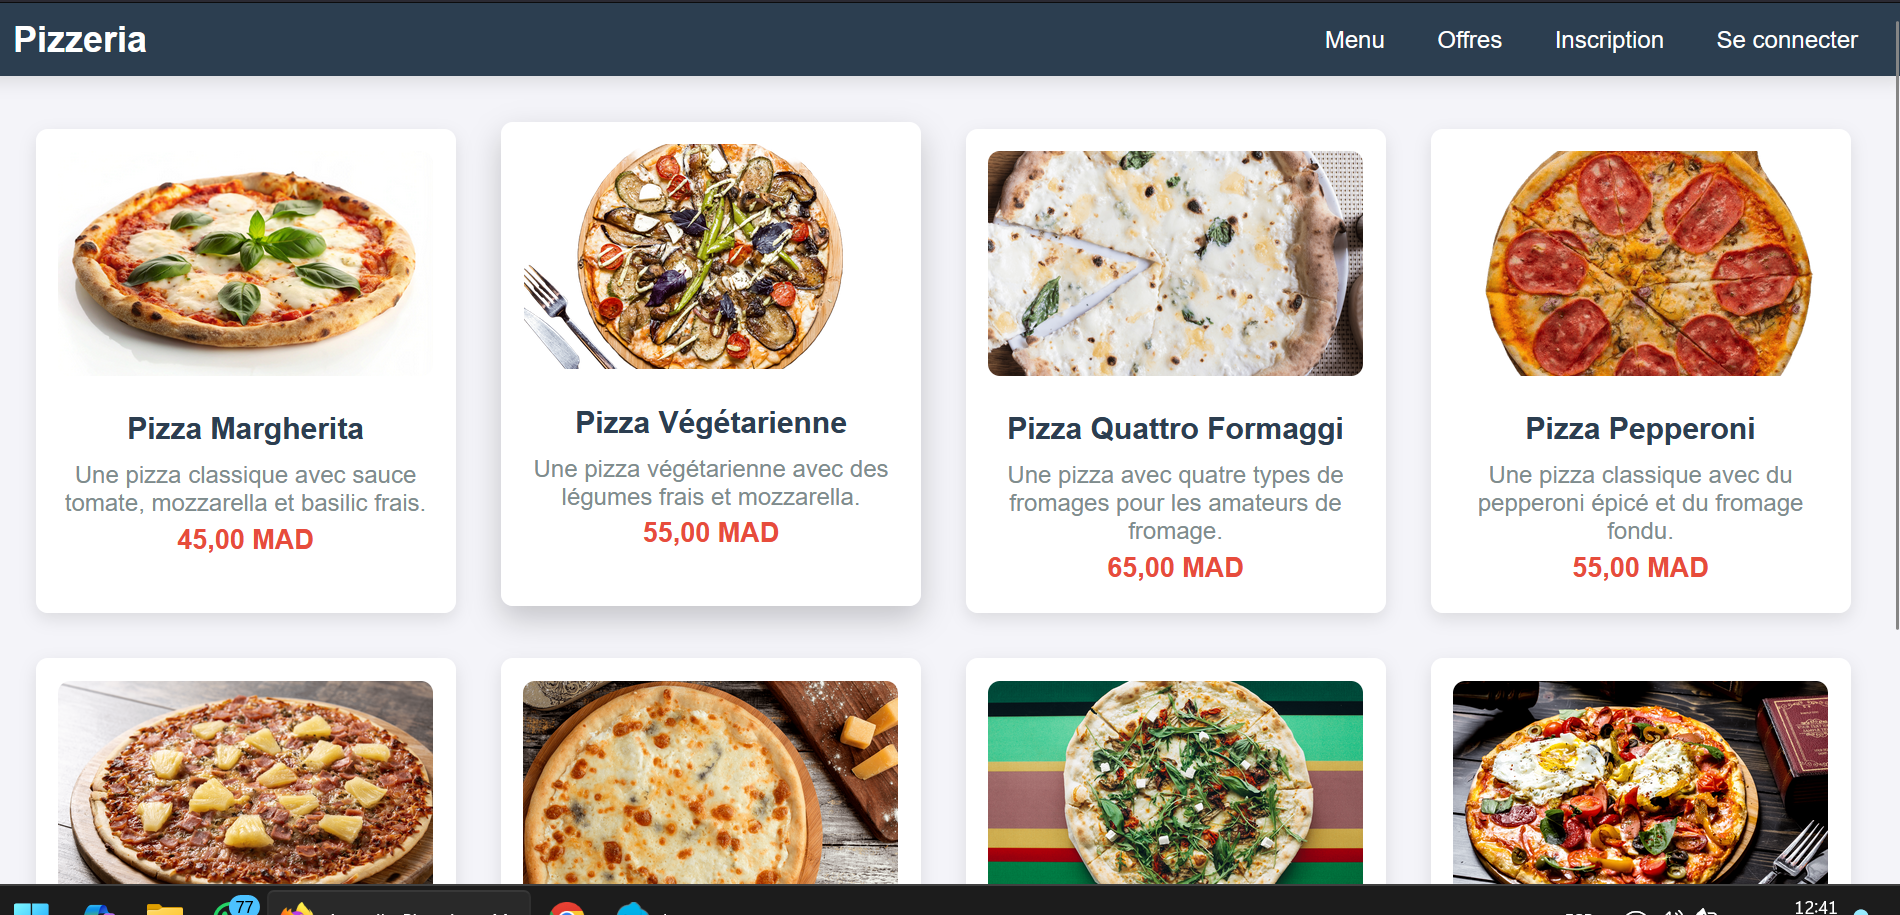 Pizzeria
Menu
Offres
Inscription
Se connecter
Pizza Margherita
Une pizza classique avec sauce
tomate, mozzarella et basilic frais.
45,00 MAD
Pizza Végétarienne
Une pizza végétarienne avec des
légumes frais et mozzarella.
55,00 MAD
Pizza Quattro Formaggi
Une pizza avec quatre types de
fromages pour les amateurs de
fromage.
65,00 MAD
Pizza Pepperoni
Une pizza classique avec du
pepperoni épicé et du fromage
fondu.
55,00 MAD
77
12:41